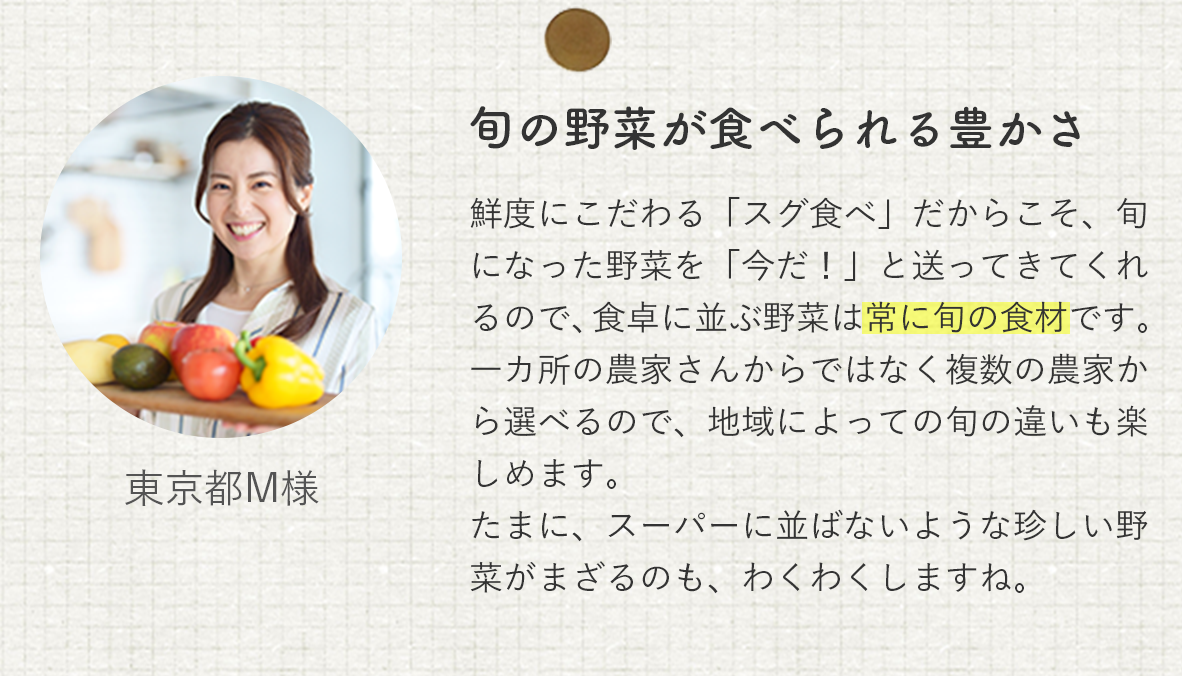 旬の野菜が食べられる豊かさ
鮮度にこだわる「スグ食べ」だからこそ、旬
になった野菜を「今だ！」と送ってきてくれ
るので、食卓に並ぶ野菜は常に旬の食材です。
一カ所の農家さんからではなく複数の農家か
ら選べるので、地域によっての旬の違いも楽
しめます。
たまに、スーパーに並ばないような珍しい野
菜がまざるのも、わくわくしますね。
東京都M様